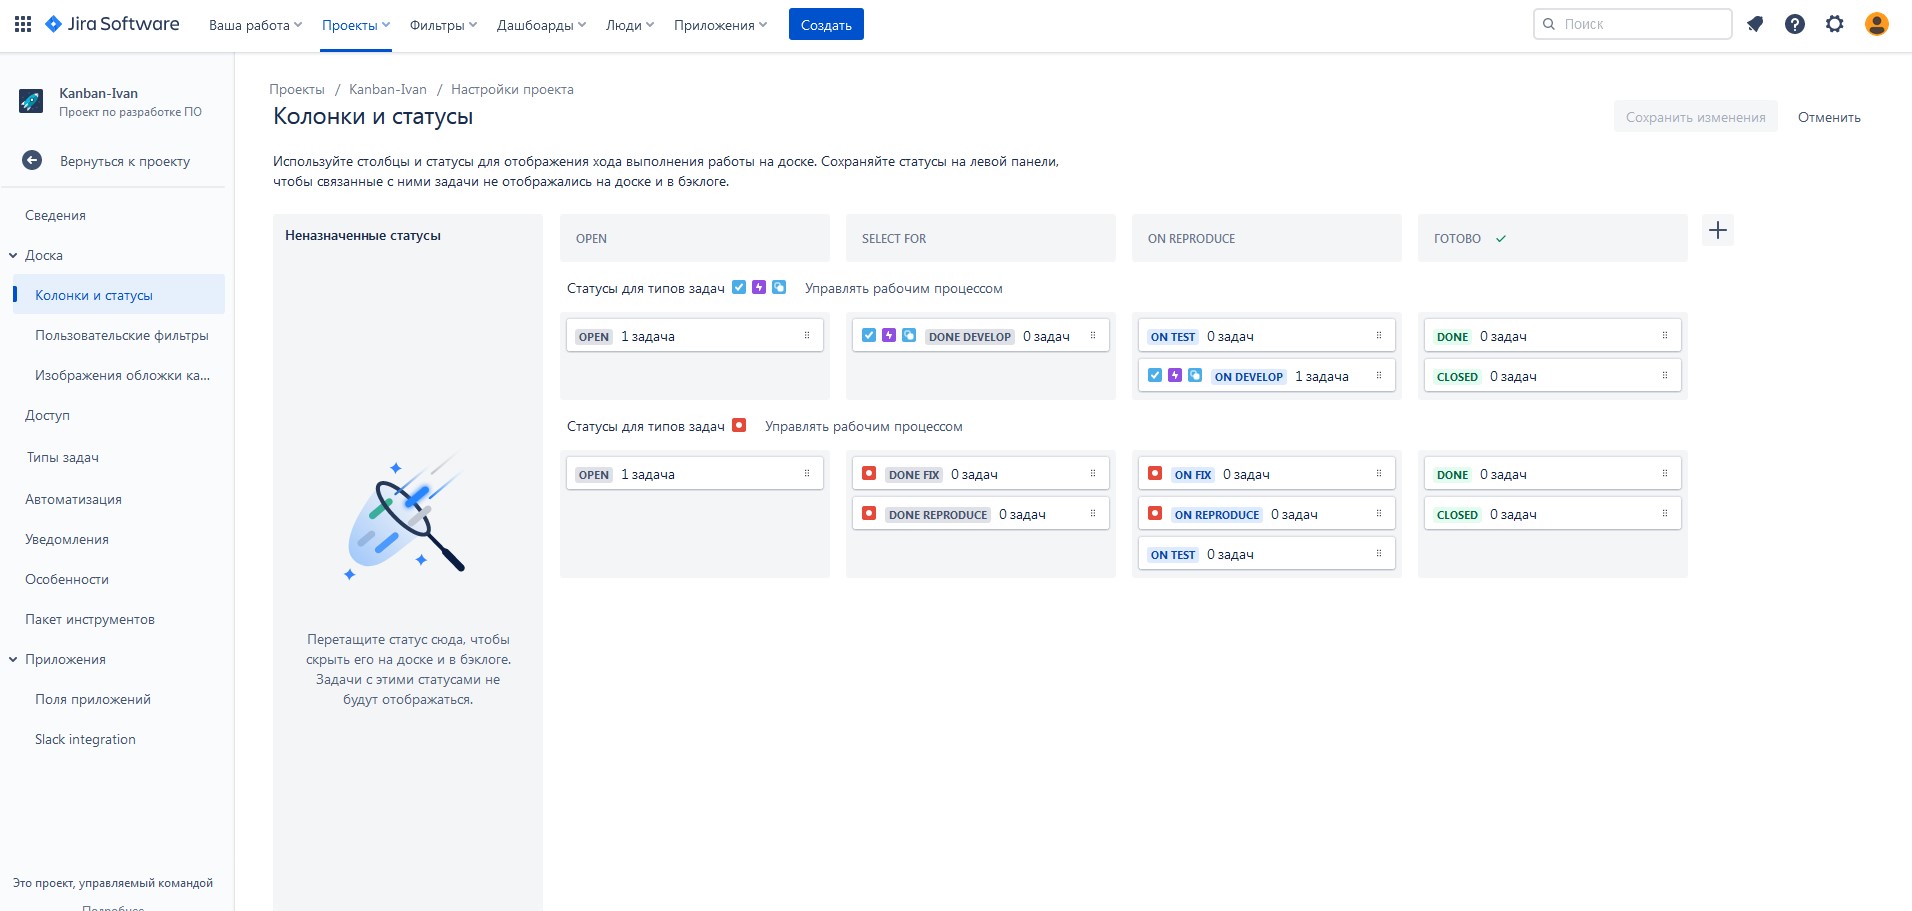 Jira Software
Ваша работа
Проекты
Фильтры
Дашбоарды
Люди
Приложения
Создать
Поиск
Kanban-Ivan
Проект по разработке ПО
Вернуться к проекту
Сведения
Доска
Колонки и статусы
Пользовательские фильтры
Изображения обложки ка...
Доступ
Типы задач
Автоматизация
Уведомления
Особенности
Пакет инструментов
Приложения
Поля приложений
Slack integration
Это проект, управляемый командой
Подробнее
Проекты / Kanban-Ivan / Настройки проекта
Колонки и статусы
Сохранить изменения
Отменить
Используйте столбцы и статусы для отображения хода выполнения работы на доске. Сохраняйте статусы на левой панели,
чтобы связанные с ними задачи не отображались на доске и в бэклоге.
Неназначенные статусы
Перетащите статус сюда, чтобы
скрыть его на доске и в бэклоге.
Задачи с этими статусами не
будут отображаться.
OPEN
SELECT FOR
ON REPRODUCE
ГОТОВО
Статусы для типов задач
Управлять рабочим процессом
OPEN 1 задача
DONE DEVELOP 0 задач
ON TEST 0 задач
DONE 0 задач
ON DEVELOP 1 задача
CLOSED 0 задач
Статусы для типов задач
Управлять рабочим процессом
OPEN 1 задача
DONE FIX 0 задач
ON FIX 0 задач
DONE 0 задач
DONE REPRODUCE 0 задач
ON REPRODUCE 0 задач
CLOSED 0 задач
ON TEST 0 задач